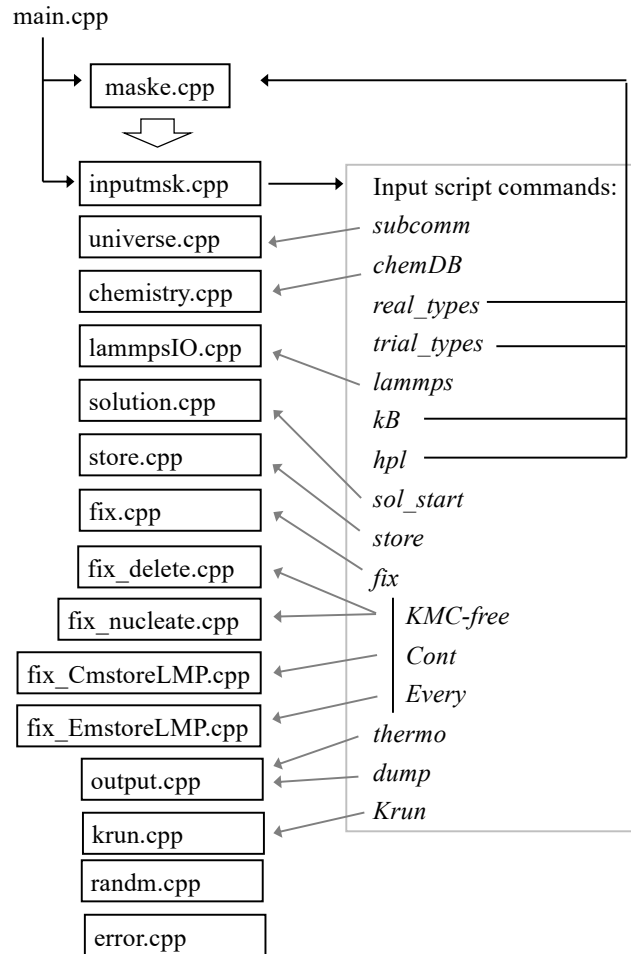 main.cpp
maske.cpp
inputmsk.cpp
universe.cpp
chemistry.cpp
lammpsIO.cpp
solution.cpp
store.cpp
fix.cpp
fix_delete.cpp
fix_nucleate.cpp
fix_CmstoreLMP.cpp
fix_EmstoreLMP.cpp
output.cpp
krun.cpp
randm.cpp
error.cpp
Input script commands:
subcomm
chemDB
real_types
trial_types
lammps
kB
hpl
sol_start
store
fix
KMC-free
Cont
Every
thermo
dump
Krun